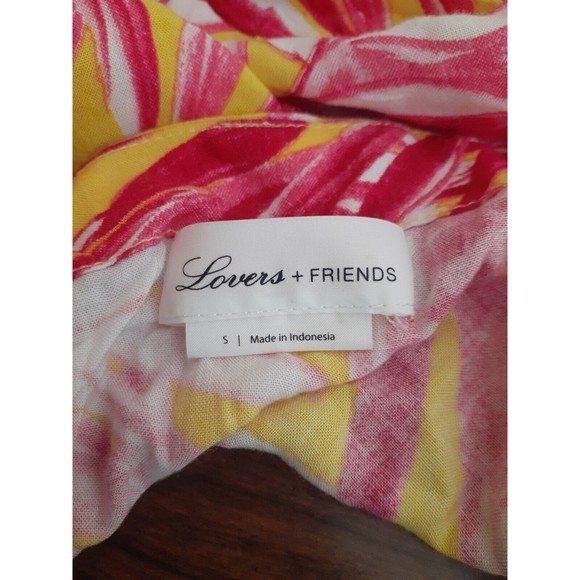 Lovers + FRIENDS
S | Made in Indonesia